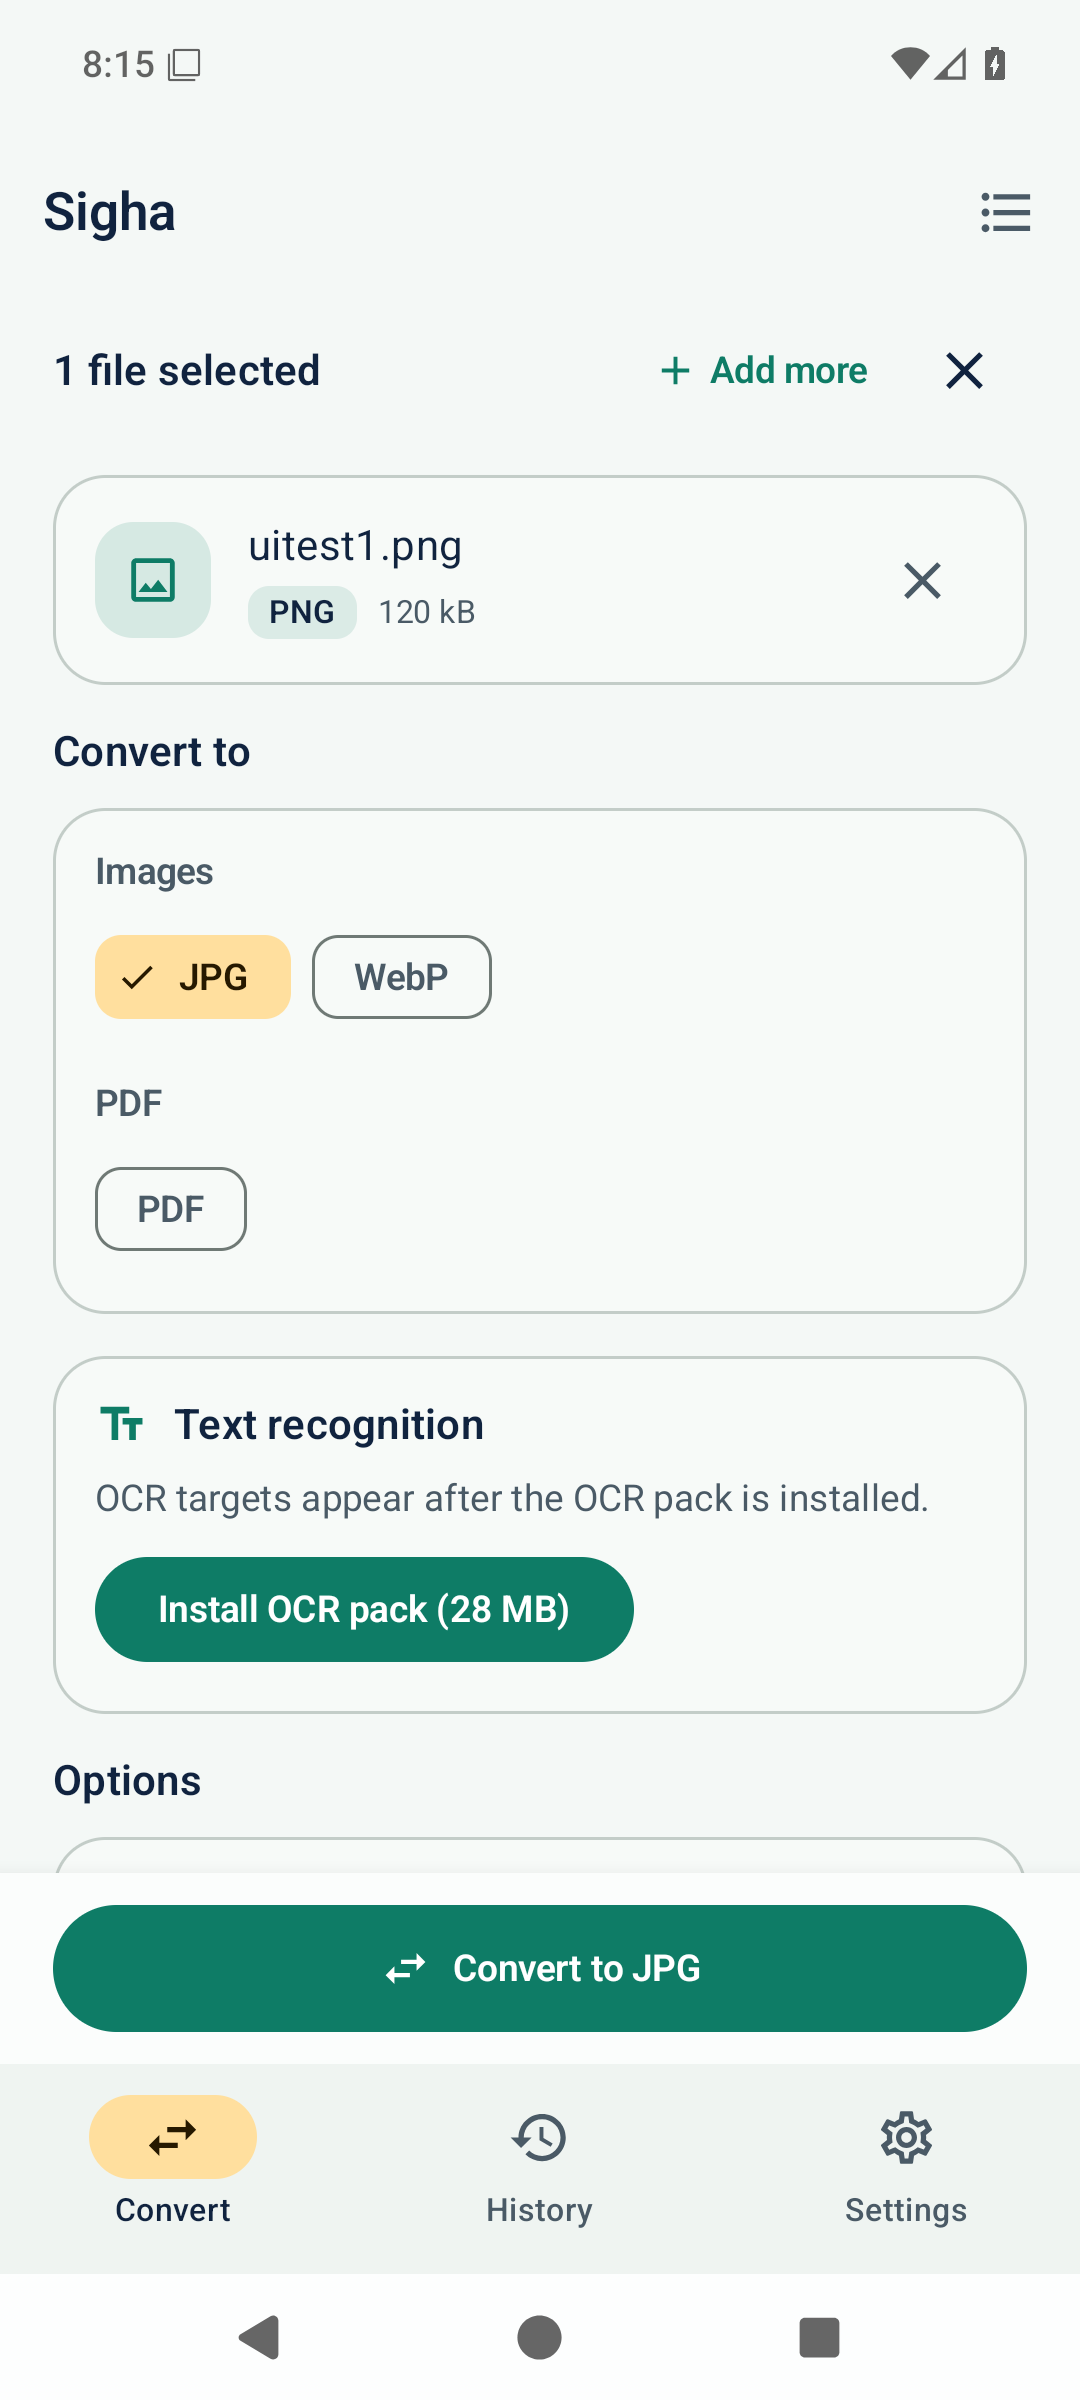 8:15
Sigha
1 file selected
Add more
uitest1.png
PNG 120 kB
Convert to
Images
JPG WebP
PDF
PDF
Text recognition
OCR targets appear after the OCR pack is installed.
Install OCR pack (28 MB)
Options
Convert to JPG
Convert History Settings